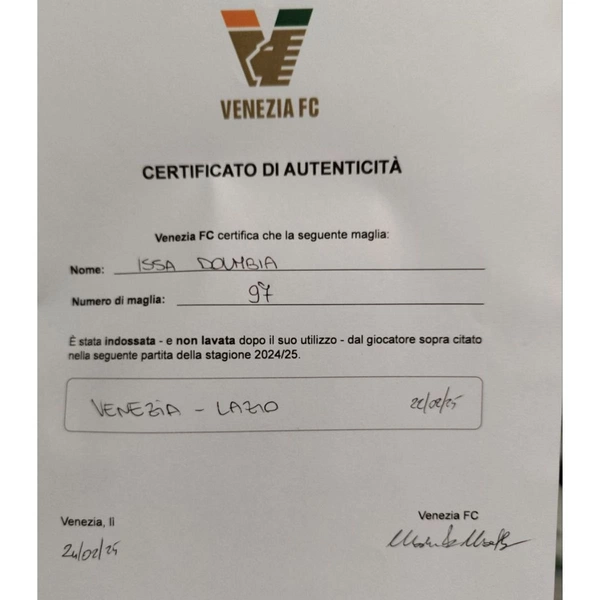 VENEZIA FC
CERTIFICATO DI AUTENTICITÀ
Venezia FC certifica che la seguente maglia:
Nome: ISSA DOUMBIA
Numero di maglia: 97
È stata indossata - e non lavata dopo il suo utilizzo - dal giocatore sopra citato
nella seguente partita della stagione 2024/25.
VENEZIA - LAZIO 22/02/25
Venezia, lì
24/02/25
Venezia FC